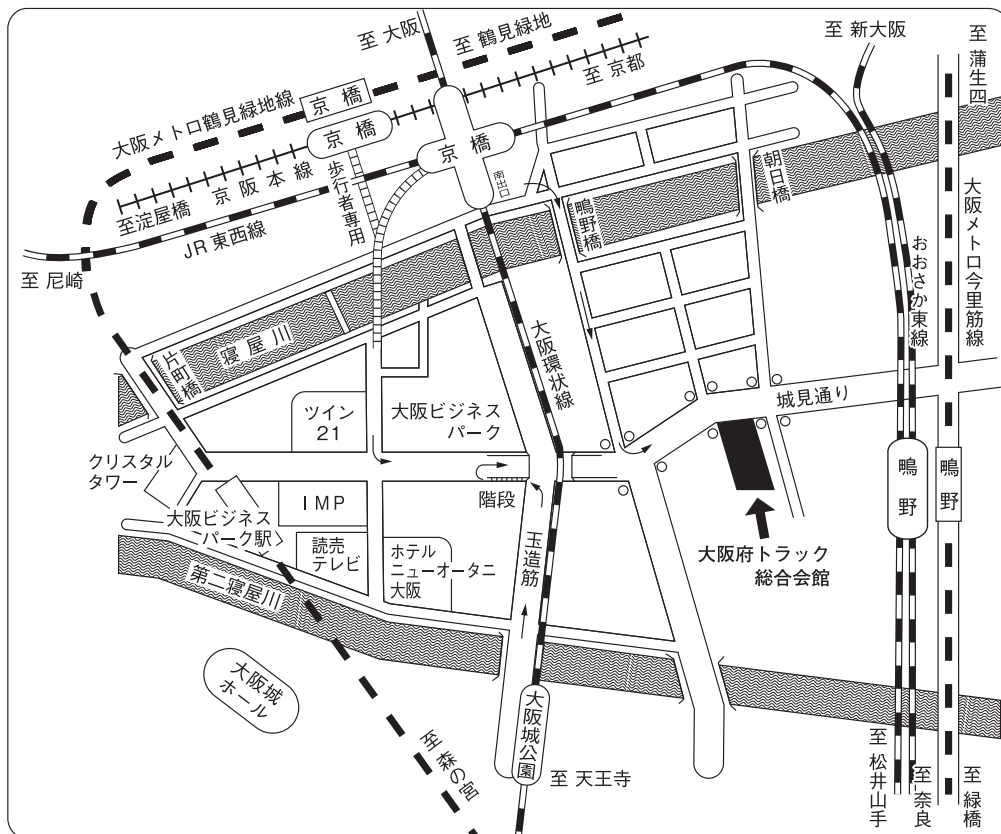 至 大阪
至 鶴見緑地
至 京都
至 新大阪
至 蒲生四
大阪メトロ鶴見緑地線
京橋
京橋
京橋
京阪本線
至淀屋橋
JR東西線
至 尼崎
歩行者専用
南出口
鴫野橋
朝日橋
おおさか東線
大阪メトロ今里筋線
片町橋
寝屋川
大阪環状線
城見通り
ツイン
21
大阪ビジネス
パーク
クリスタル
タワー
IMP
階段
大阪ビジネス
パーク駅
読売
テレビ
ホテル
ニューオータニ
大阪
玉造筋
大阪府トラック
総合会館
鴫野
鴫野
第二寝屋川
大阪城
ホール
至 森の宮
大阪城公園
至 天王寺
至 松井山手
至 奈良
至 緑橋